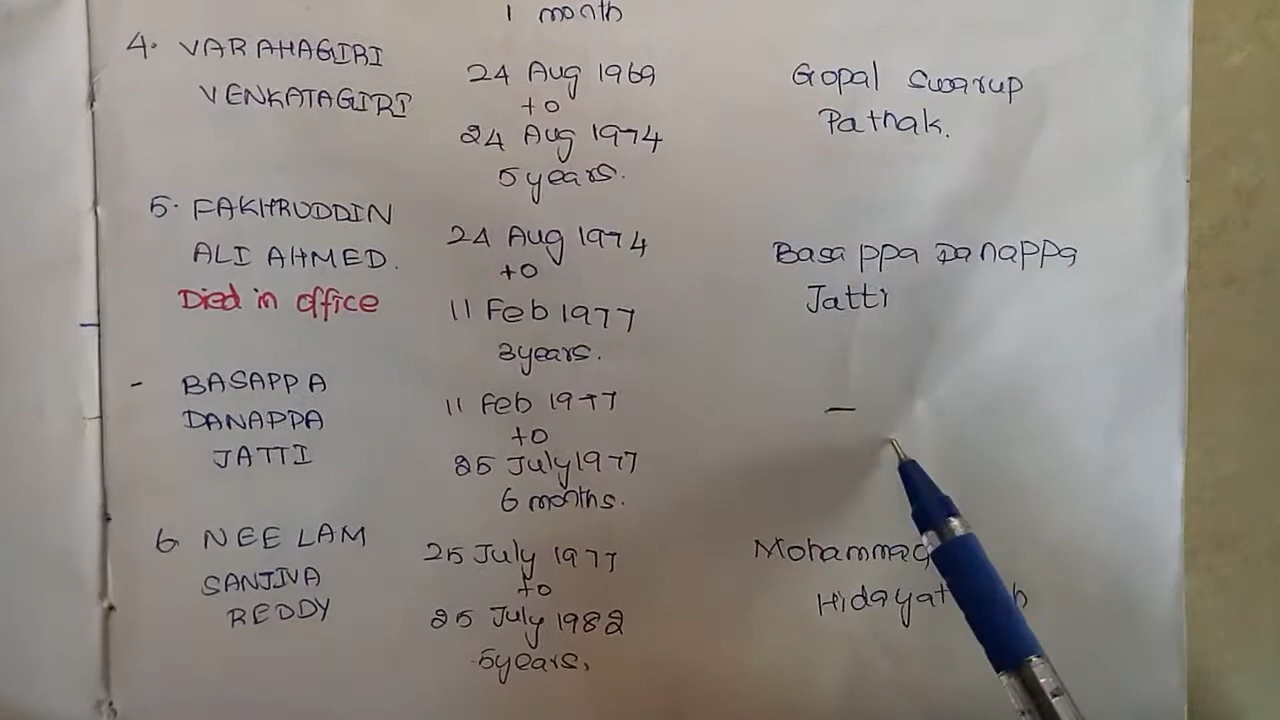 1 month
4. VARAHAGIRI
VENKATAGIRI
24 Aug 1969
to
24 Aug 1974
5 years.
Gopal Swarup
Pathak.
5. FAKHRUDDIN
ALI AHMED.
Died in office
24 Aug 1974
to
11 Feb 1977
3 years.
Basappa Danappa
Jatti
- BASAPPA
DANAPPA
JATTI
11 Feb 1977
to
25 July 1977
6 months.
-
6 NEELAM
SANJIVA
REDDY
25 July 1977
to
25 July 1982
5 years,
Mohammad
Hidayat